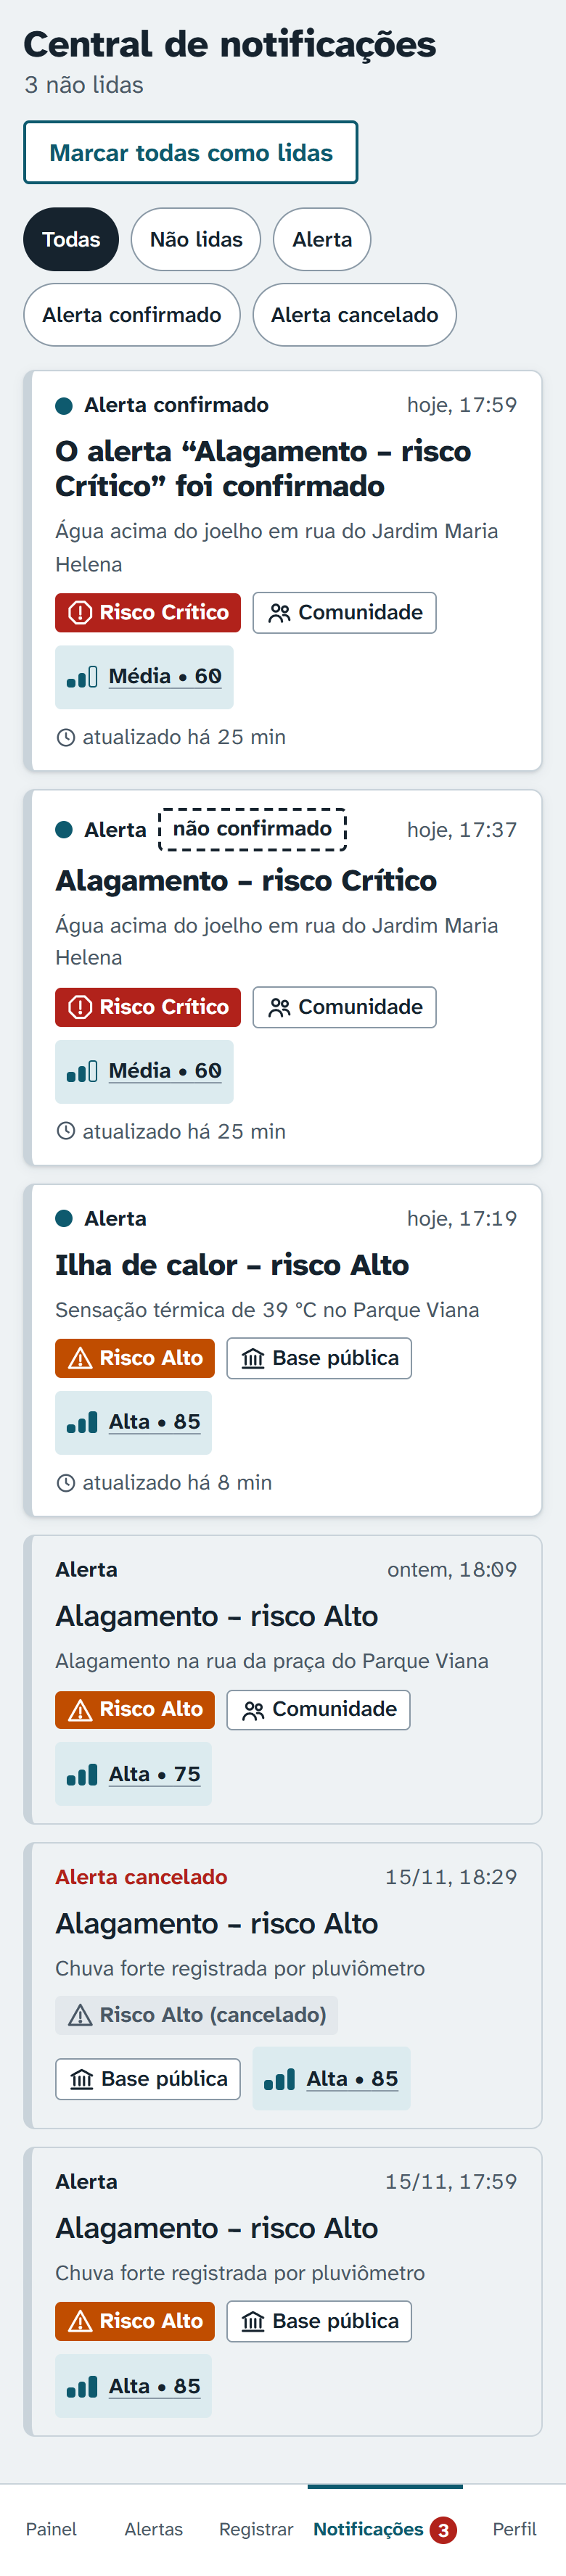 Central de notificações
3 não lidas
Marcar todas como lidas
Todas
Não lidas
Alerta
Alerta confirmado
Alerta cancelado
Alerta confirmado
hoje, 17:59
O alerta “Alagamento – risco
Crítico” foi confirmado
Água acima do joelho em rua do Jardim Maria
Helena
Risco Crítico
Comunidade
Média • 60
atualizado há 25 min
Alerta
não confirmado
hoje, 17:37
Alagamento – risco Crítico
Água acima do joelho em rua do Jardim Maria
Helena
Risco Crítico
Comunidade
Média • 60
atualizado há 25 min
Alerta
hoje, 17:19
Ilha de calor – risco Alto
Sensação térmica de 39 °C no Parque Viana
Risco Alto
Base pública
Alta • 85
atualizado há 8 min
Alerta
ontem, 18:09
Alagamento – risco Alto
Alagamento na rua da praça do Parque Viana
Risco Alto
Comunidade
Alta • 75
Alerta cancelado
15/11, 18:29
Alagamento – risco Alto
Chuva forte registrada por pluviômetro
Risco Alto (cancelado)
Base pública
Alta • 85
Alerta
15/11, 17:59
Alagamento – risco Alto
Chuva forte registrada por pluviômetro
Risco Alto
Base pública
Alta • 85
Painel
Alertas
Registrar
Notificações 3
Perfil